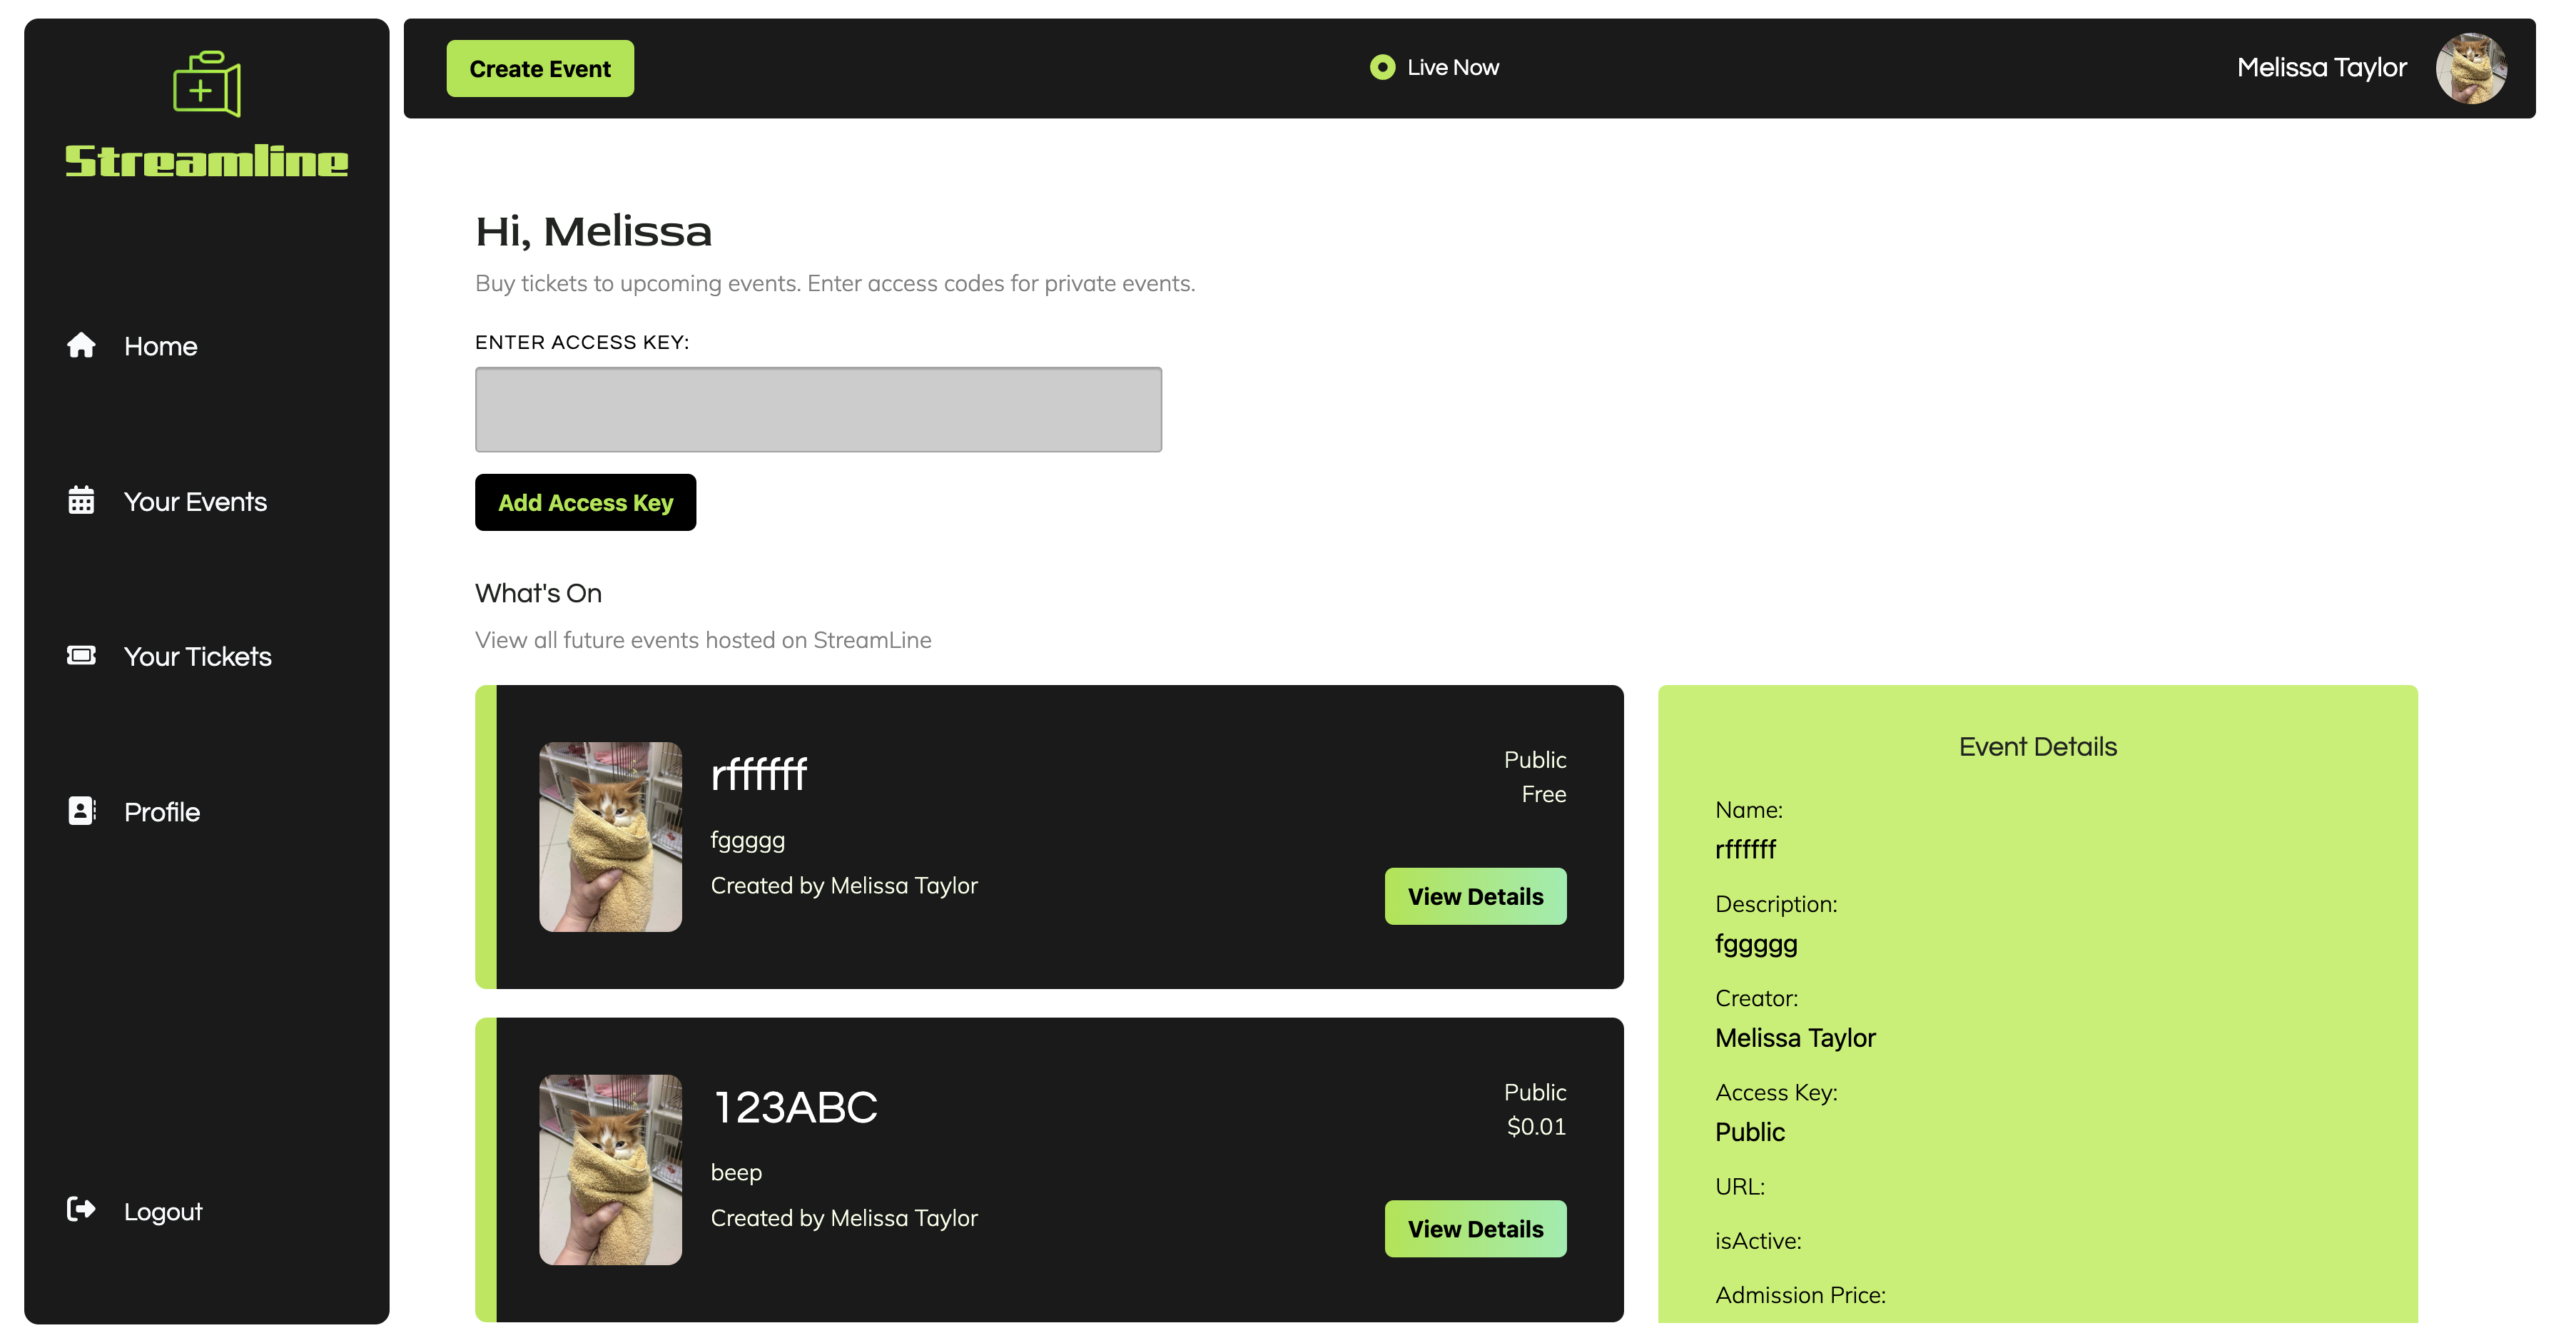 Streamline
Home
Your Events
Your Tickets
Profile
Logout
Create Event
Live Now
Melissa Taylor
Hi, Melissa
Buy tickets to upcoming events. Enter access codes for private events.
ENTER ACCESS KEY:
Add Access Key
What's On
View all future events hosted on StreamLine
rffffff
fggggg
Created by Melissa Taylor
Public
Free
View Details
123ABC
beep
Created by Melissa Taylor
Public
$0.01
View Details
Event Details
Name:
rffffff
Description:
fggggg
Creator:
Melissa Taylor
Access Key:
Public
URL:
isActive:
Admission Price: